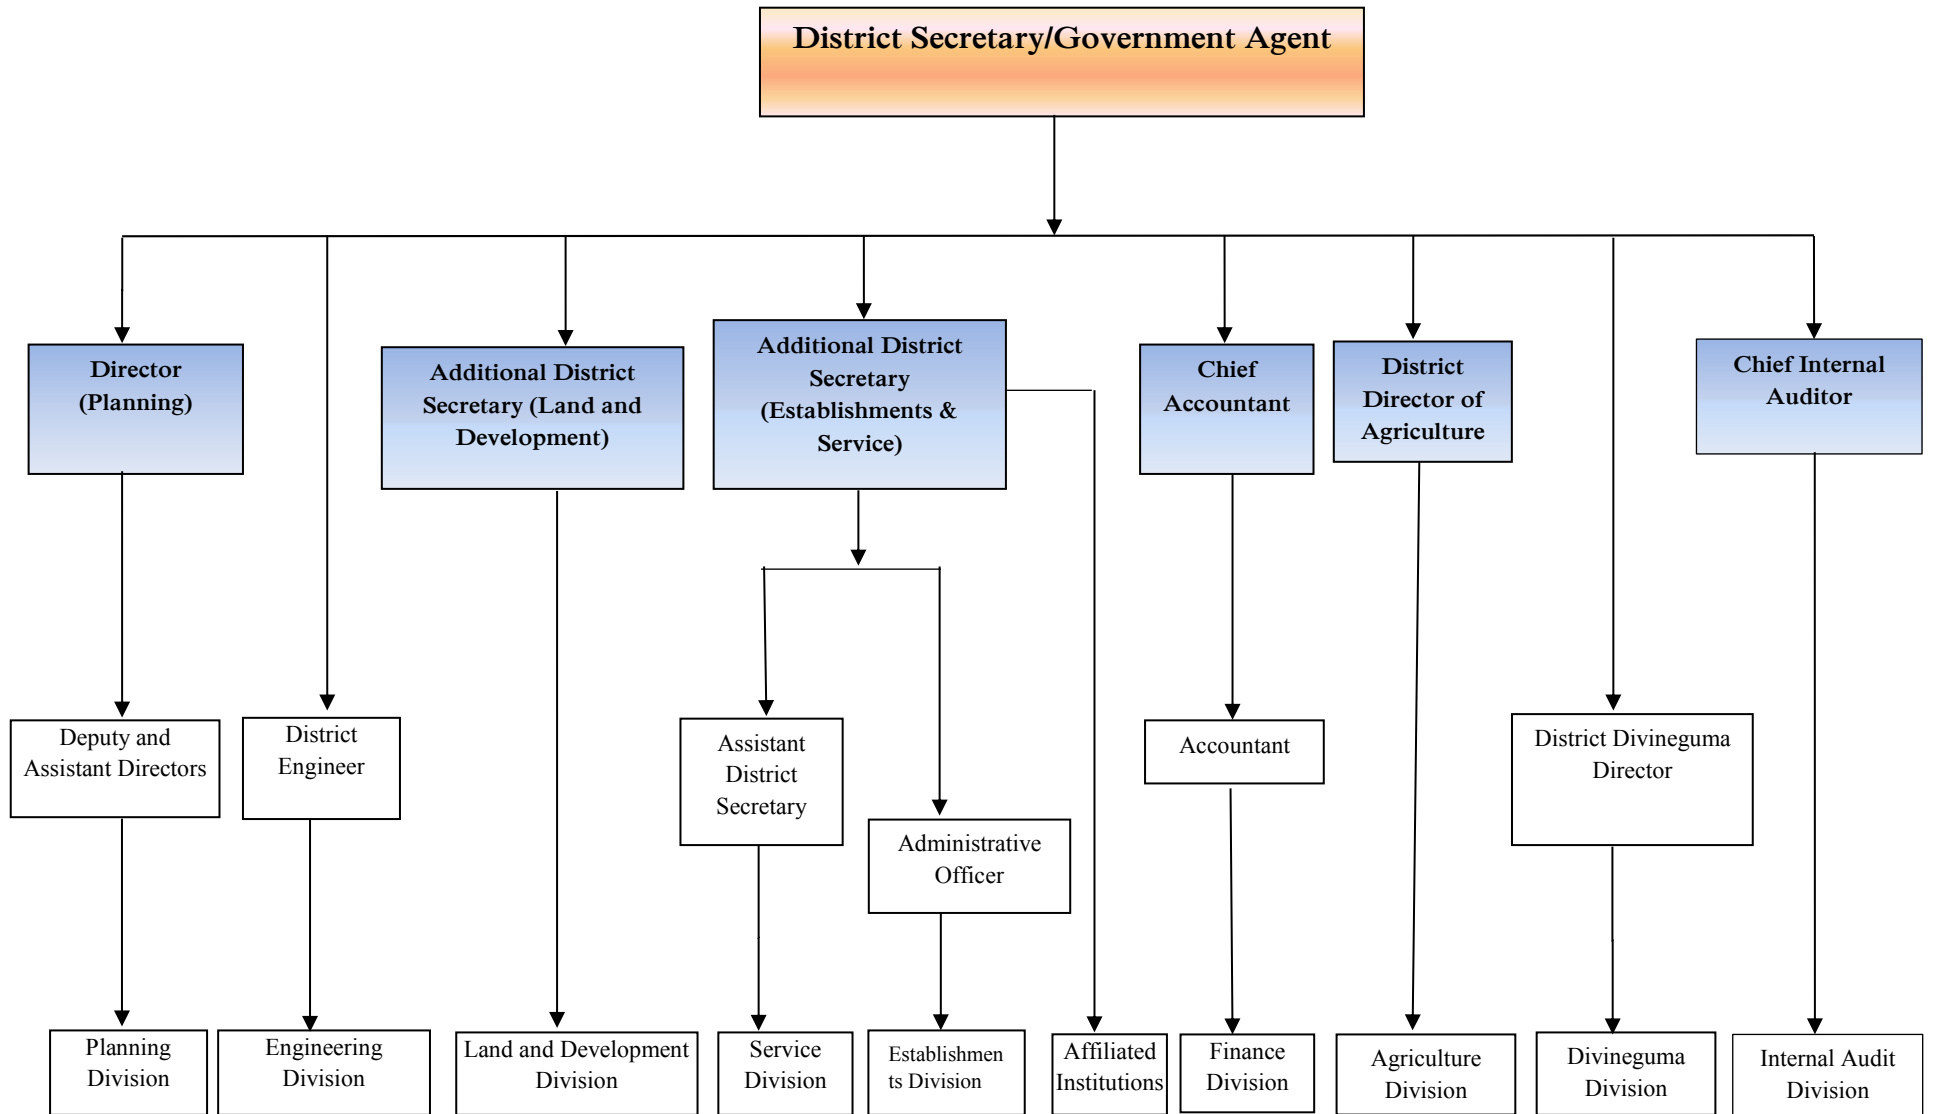 District Secretary/Government Agent
Director
(Planning)
Additional District
Secretary (Land and
Development)
Additional District
Secretary
(Establishments &
Service)
Chief
Accountant
District
Director of
Agriculture
Chief Internal
Auditor
Deputy and
Assistant Directors
District
Engineer
Assistant
District
Secretary
Administrative
Officer
Accountant
District Divineguma
Director
Planning
Division
Engineering
Division
Land and Development
Division
Service
Division
Establishmen
ts Division
Affiliated
Institutions
Finance
Division
Agriculture
Division
Divineguma
Division
Internal Audit
Division